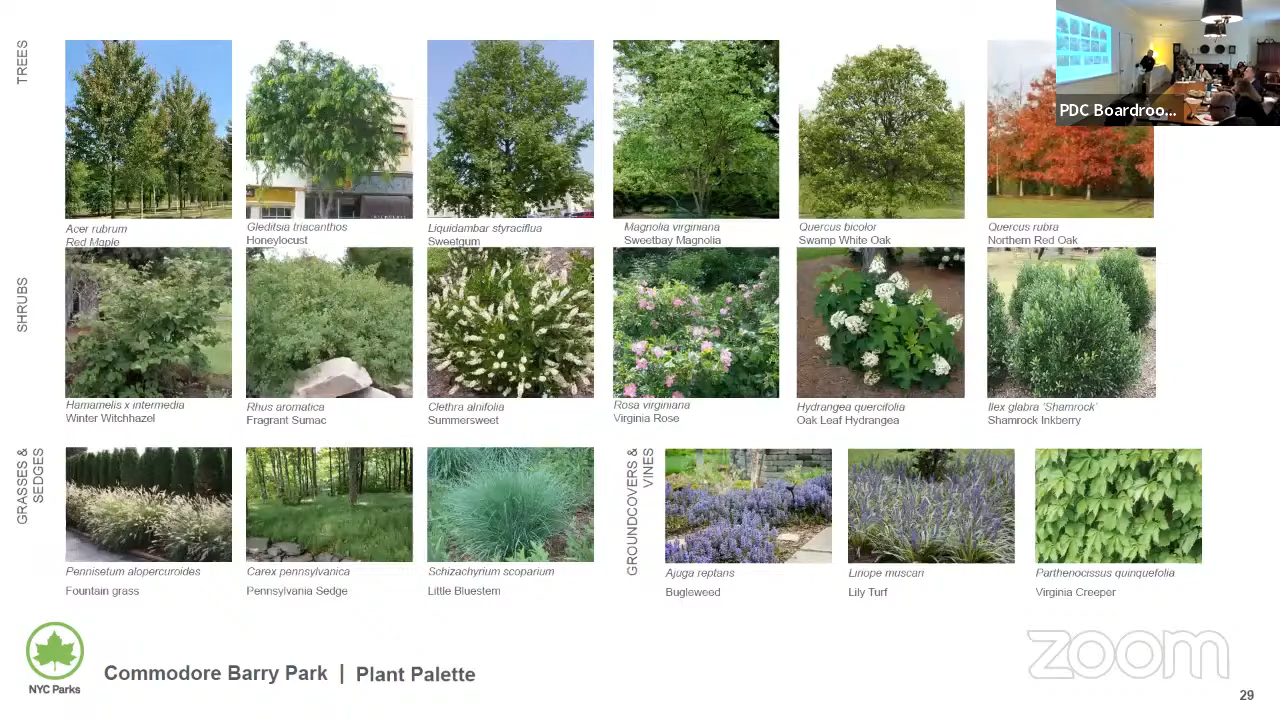 TREES
PDC Boardroo...
Acer rubrum
Red Maple
Gleditsia triacanthos
Honeylocust
Liquidambar styraciflua
Sweetgum
Magnolia virginiana
Sweetbay Magnolia
Quercus bicolor
Swamp White Oak
Quercus rubra
Northern Red Oak
SHRUBS
Hamamelis x intermedia
Winter Witchhazel
Rhus aromatica
Fragrant Sumac
Clethra alnifolia
Summersweet
Rosa virginiana
Virginia Rose
Hydrangea quercifolia
Oak Leaf Hydrangea
Ilex glabra 'Shamrock'
Shamrock Inkberry
GRASSES &
SEDGES
Pennisetum alopercuroides
Fountain grass
Carex pennsylvanica
Pennsylvania Sedge
Schizachyrium scoparium
Little Bluestem
GROUNDCOVERS &
VINES
Ajuga reptans
Bugleweed
Liriope muscari
Lily Turf
Parthenocissus quinquefolia
Virginia Creeper
NYC Parks
Commodore Barry Park | Plant Palette
zoom
29